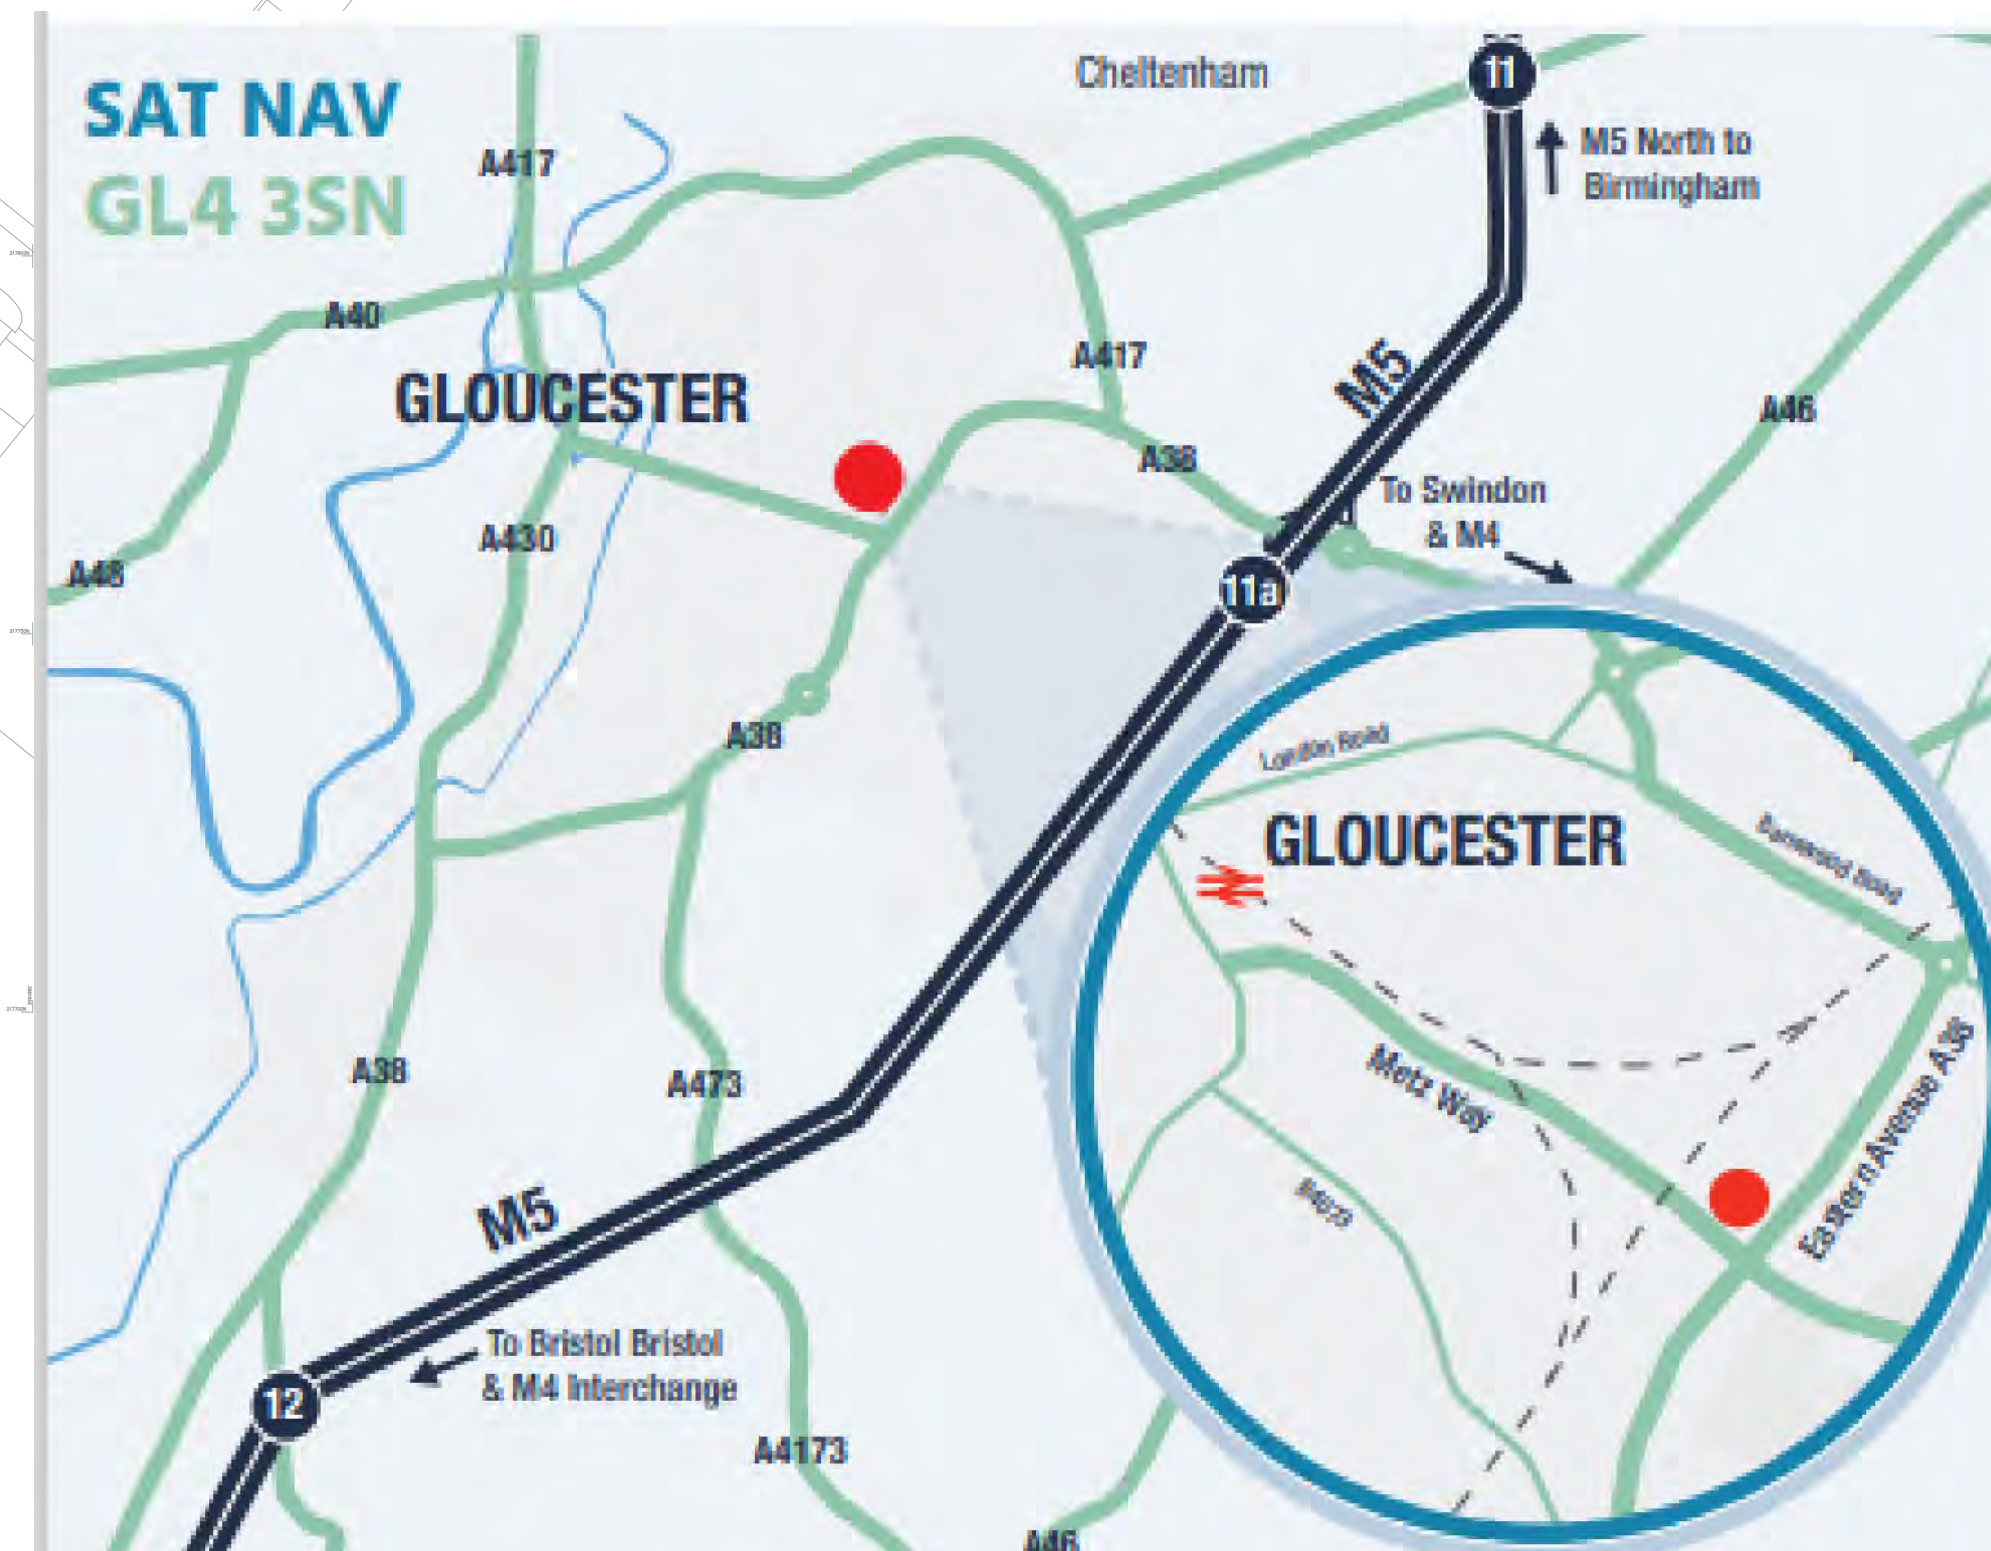 SAT NAV
GL4 3SN
Cheltenham
11
M5 North to
Birmingham
A417
A40
GLOUCESTER
A417
M5
A46
A38
To Swindon
& M4
A430
A48
11a
A38
London Road
GLOUCESTER
Barnwood Road
A38
A473
Metz Way
Eastern Avenue A38
M5
To Bristol Bristol
& M4 Interchange
12
A4173
A46